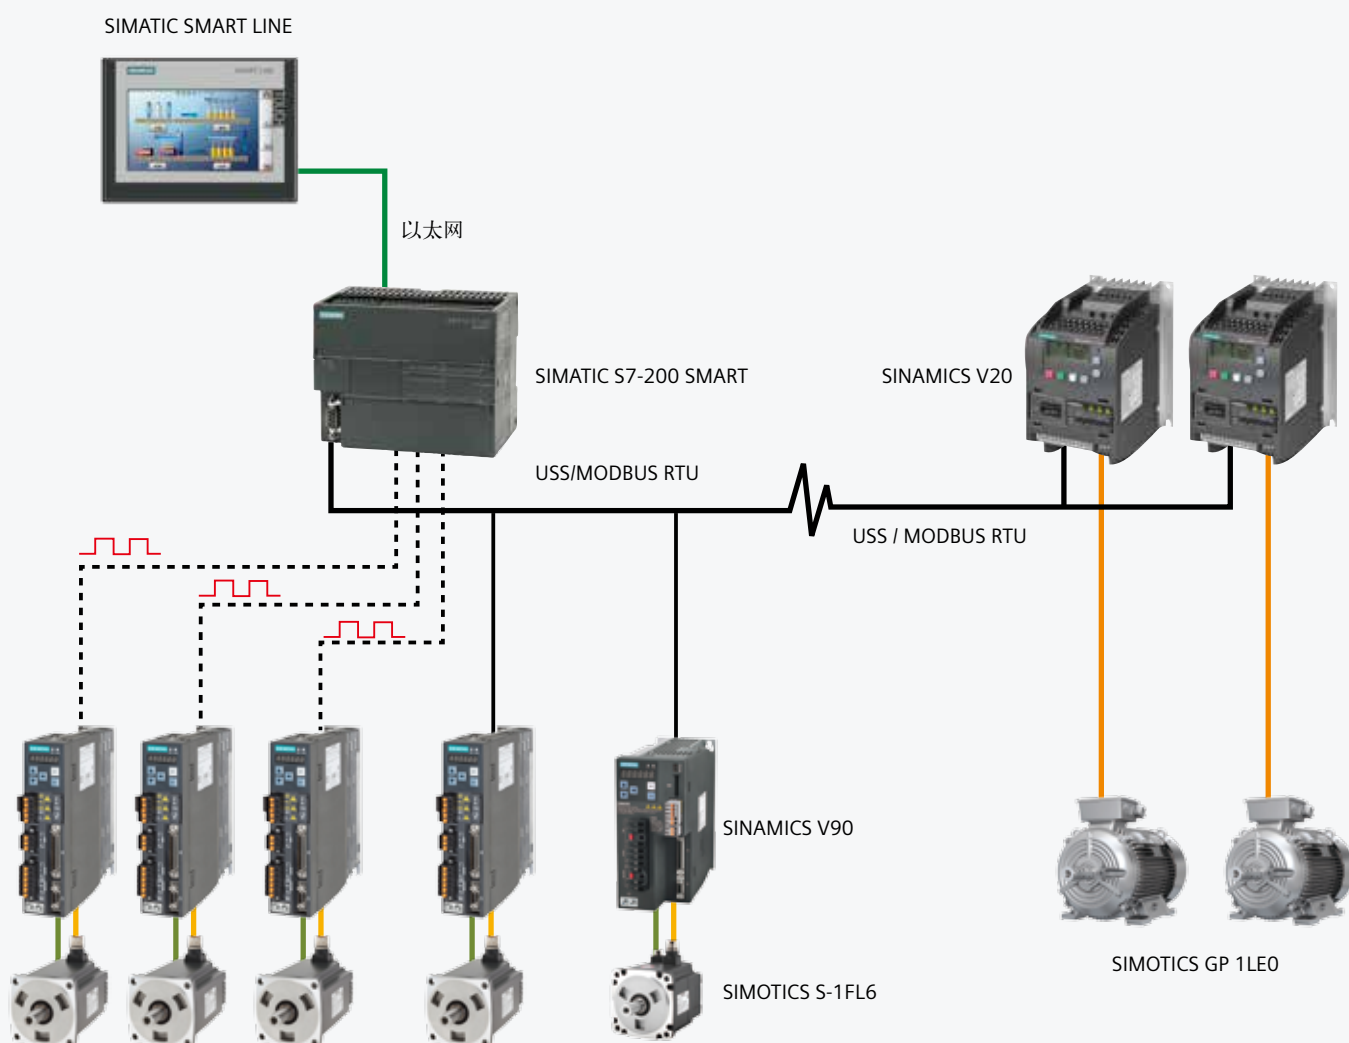 SIMATIC SMART LINE
以太网
SIMATIC S7-200 SMART
SINAMICS V20
USS/MODBUS RTU
USS / MODBUS RTU
SINAMICS V90
SIMOTICS GP 1LE0
SIMOTICS S-1FL6